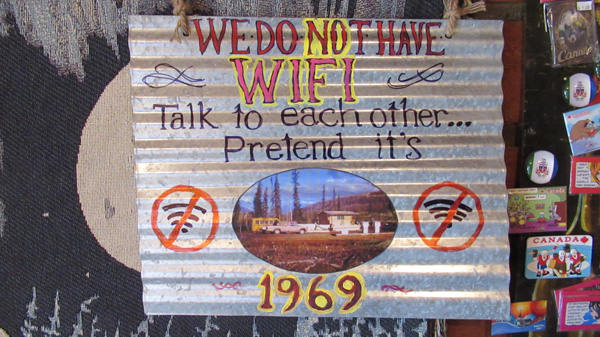 WE DO NOT HAVE
WIFI
Talk to each other...
Pretend it's
1969
CANADA